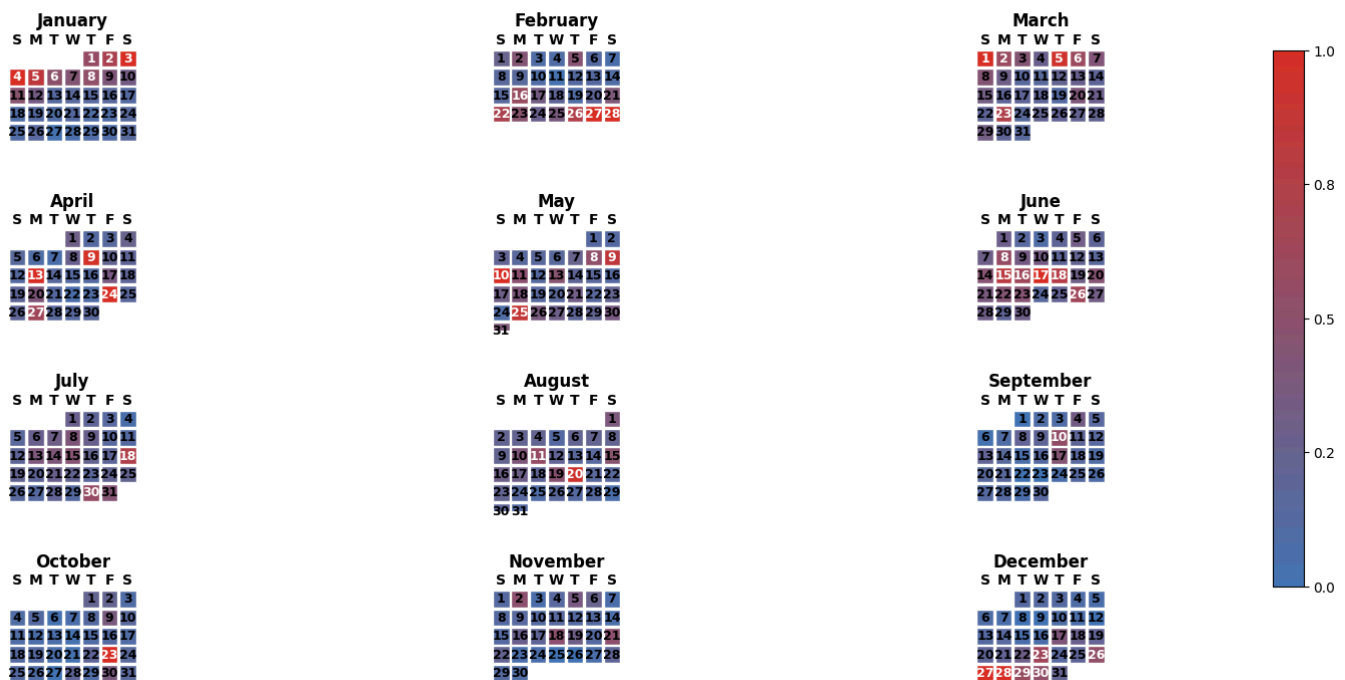 January February March
S M T W T F S S M T W T F S S M T W T F S
1 2 3 1 2 3 4 5 6 7 1 2 3 4 5 6 7 1.0
4 5 6 7 8 9 10 8 9 10 11 12 13 14 8 9 10 11 12 13 14
11 12 13 14 15 16 17 15 16 17 18 19 20 21 15 16 17 18 19 20 21
18 19 20 21 22 23 24 22 23 24 25 26 27 28 22 23 24 25 26 27 28
25 26 27 28 29 30 31 29 30 31
0.8
April May June
S M T W T F S S M T W T F S S M T W T F S
1 2 3 4 1 2 1 2 3 4 5 6
5 6 7 8 9 10 11 3 4 5 6 7 8 9 7 8 9 10 11 12 13
12 13 14 15 16 17 18 10 11 12 13 14 15 16 14 15 16 17 18 19 20
19 20 21 22 23 24 25 17 18 19 20 21 22 23 21 22 23 24 25 26 27
26 27 28 29 30 24 25 26 27 28 29 30 28 29 30 0.5
31
July August September
S M T W T F S S M T W T F S S M T W T F S
1 2 3 4 1 1 2 3 4 5
5 6 7 8 9 10 11 2 3 4 5 6 7 8 6 7 8 9 10 11 12
12 13 14 15 16 17 18 9 10 11 12 13 14 15 13 14 15 16 17 18 19 0.2
19 20 21 22 23 24 25 16 17 18 19 20 21 22 20 21 22 23 24 25 26
26 27 28 29 30 31 23 24 25 26 27 28 29 27 28 29 30
30 31
October November December
S M T W T F S S M T W T F S S M T W T F S 0.0
1 2 3 1 2 3 4 5 6 7 1 2 3 4 5
4 5 6 7 8 9 10 8 9 10 11 12 13 14 6 7 8 9 10 11 12
11 12 13 14 15 16 17 15 16 17 18 19 20 21 13 14 15 16 17 18 19
18 19 20 21 22 23 24 22 23 24 25 26 27 28 20 21 22 23 24 25 26
25 26 27 28 29 30 31 29 30 27 28 29 30 31